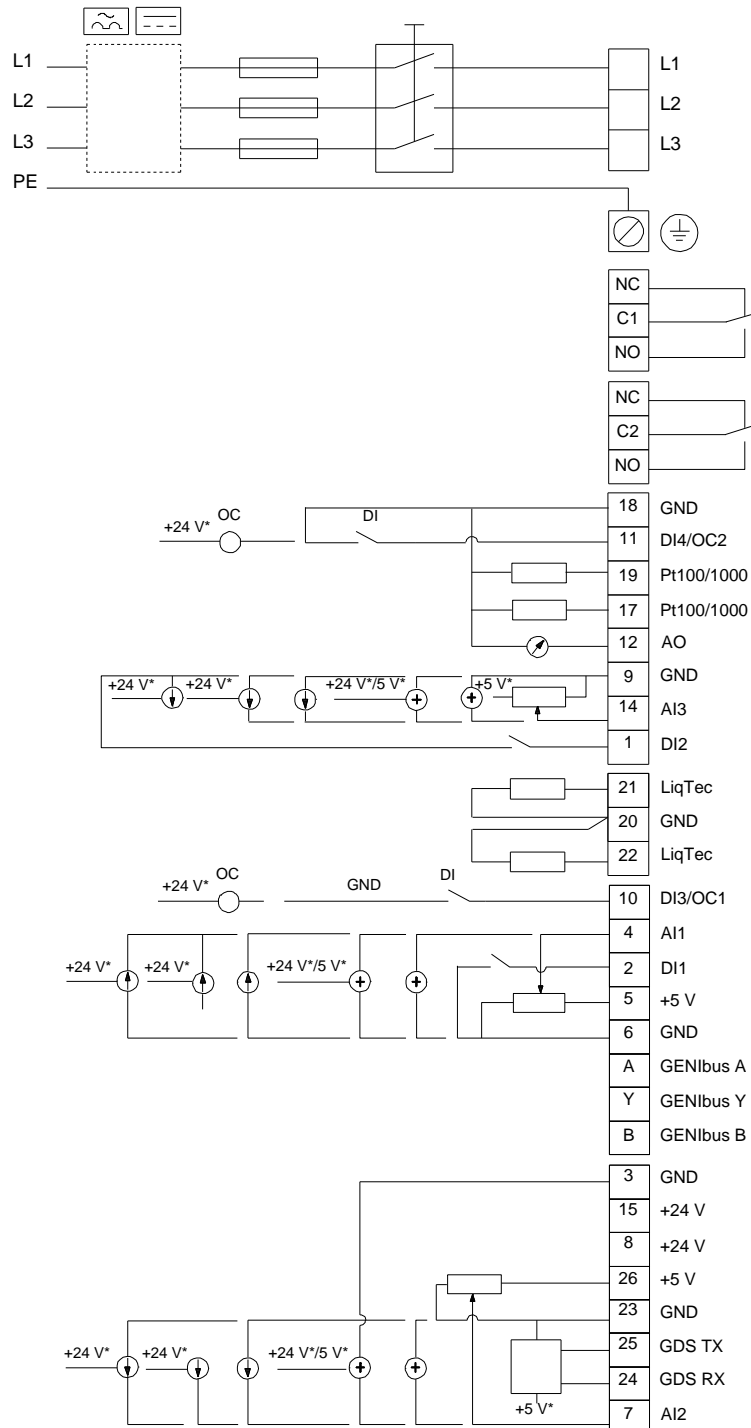 L1 L1
L2 L2
L3 L3
PE
NC
C1
NO
NC
C2
NO
18 GND
+24 V* OC DI 11 DI4/OC2
19 Pt100/1000
17 Pt100/1000
12 AO
9 GND
+24 V* +24 V* +24 V*/5 V* +5 V*
14 AI3
1 DI2
21 LiqTec
20 GND
22 LiqTec
+24 V* OC GND DI 10 DI3/OC1
4 AI1
+24 V* +24 V* +24 V*/5 V* 2 DI1
5 +5 V
6 GND
A GENIbus A
Y GENIbus Y
B GENIbus B
3 GND
15 +24 V
8 +24 V
26 +5 V
23 GND
25 GDS TX
+24 V* +24 V* +24 V*/5 V* 24 GDS RX
+5 V* 7 AI2